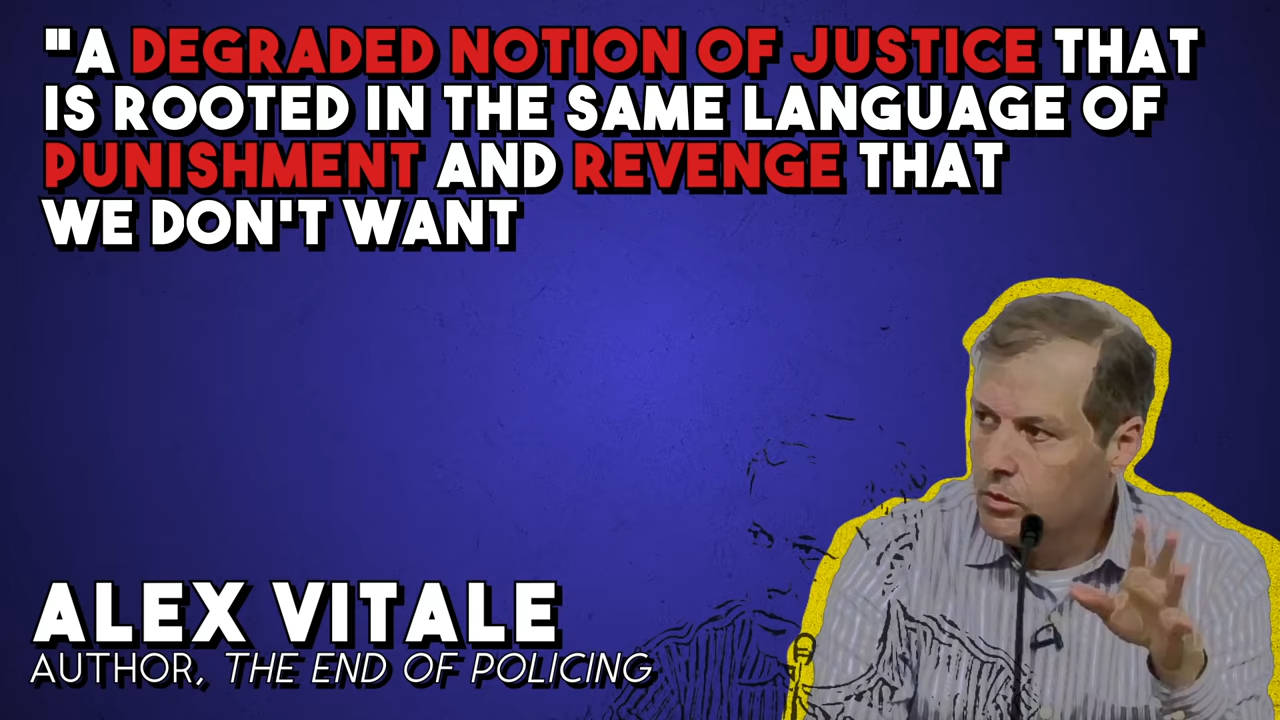 "A DEGRADED NOTION OF JUSTICE THAT
IS ROOTED IN THE SAME LANGUAGE OF
PUNISHMENT AND REVENGE THAT
WE DON'T WANT
ALEX VITALE
AUTHOR, THE END OF POLICING